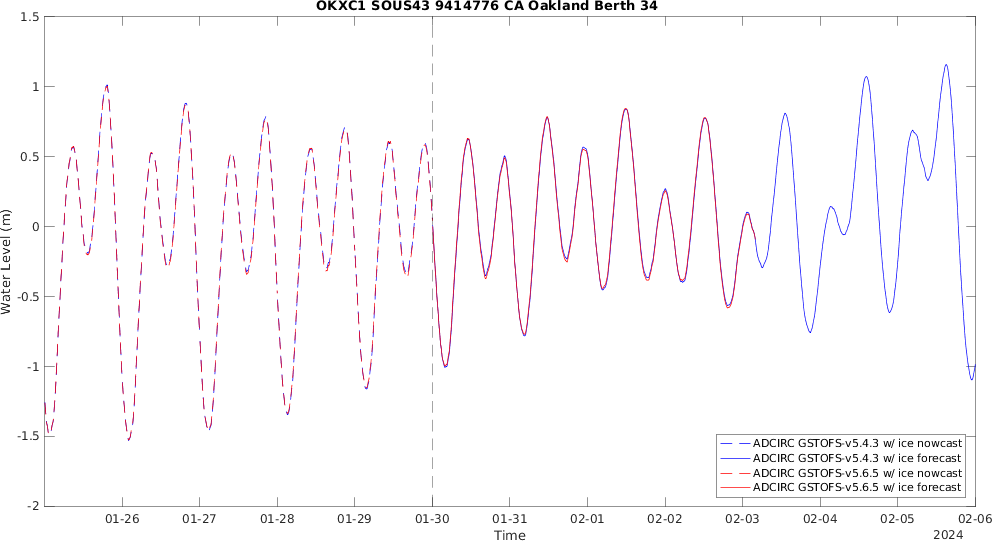 OKXC1 SOUS43 9414776 CA Oakland Berth 34
1.5
1
0.5
0
-0.5
-1
-1.5
-2
Water Level (m)
01-26 01-27 01-28 01-29 01-30 01-31 02-01 02-02 02-03 02-04 02-05 02-06
Time
2024
ADCIRC GSTOFS-v5.4.3 w/ ice nowcast
ADCIRC GSTOFS-v5.4.3 w/ ice forecast
ADCIRC GSTOFS-v5.6.5 w/ ice nowcast
ADCIRC GSTOFS-v5.6.5 w/ ice forecast